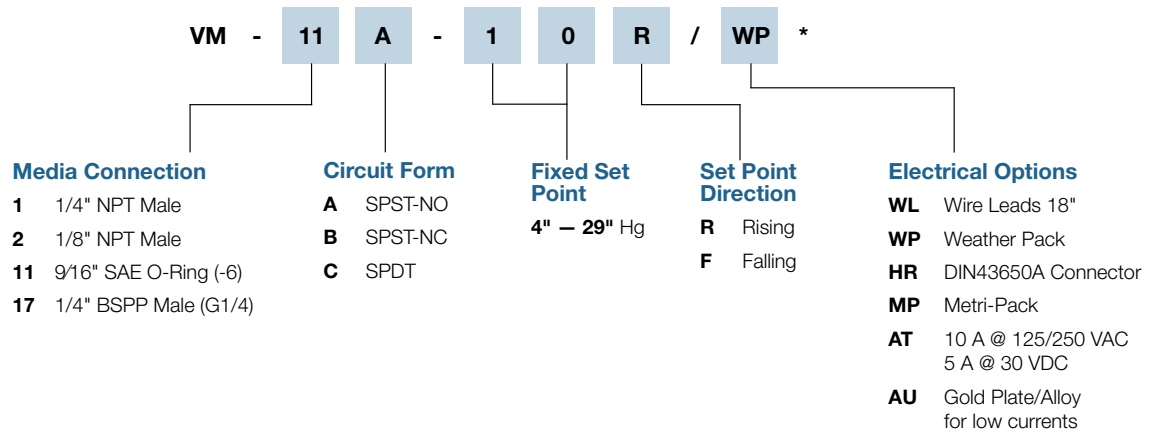 VM - 11 A - 1 0 R / WP *
Media Connection
1 1/4" NPT Male
2 1/8" NPT Male
11 9⁄16" SAE O-Ring (-6)
17 1/4" BSPP Male (G1/4)
Circuit Form
A SPST-NO
B SPST-NC
C SPDT
Fixed Set
Point
4" — 29" Hg
Set Point
Direction
R Rising
F Falling
Electrical Options
WL Wire Leads 18"
WP Weather Pack
HR DIN43650A Connector
MP Metri-Pack
AT 10 A @ 125/250 VAC
5 A @ 30 VDC
AU Gold Plate/Alloy
for low currents